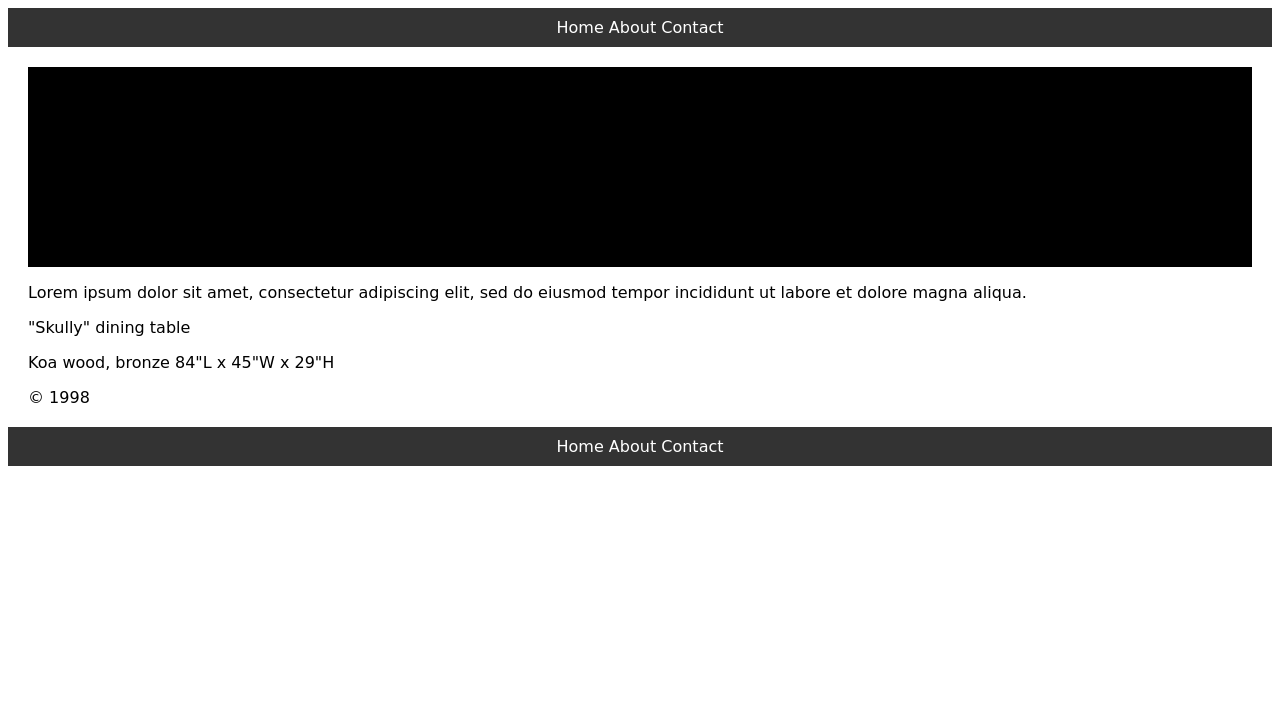 Home About Contact
Lorem ipsum dolor sit amet, consectetur adipiscing elit, sed do eiusmod tempor incididunt ut labore et dolore magna aliqua.
"Skully" dining table
Koa wood, bronze 84"L x 45"W x 29"H
© 1998
Home About Contact